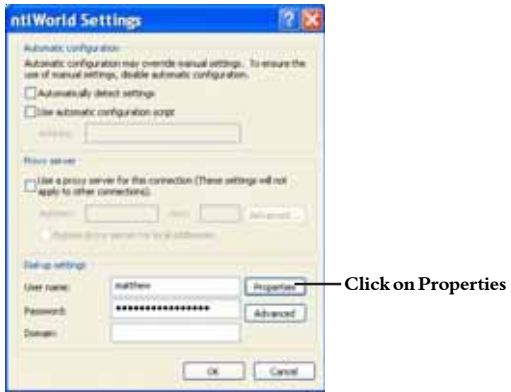 ntlWorld Settings
Automatic configuration
Automatic configuration may override manual settings. To ensure the
use of manual settings, disable automatic configuration.
Automatically detect settings
Use automatic configuration script
Address:
Proxy server
Use a proxy server for this connection (These settings will not
apply to other connections).
Address: Port: Advanced...
Bypass proxy server for local addresses
Dial-up settings
User name: matthew Properties Click on Properties
Password: •••••••••••••••• Advanced
Domain:
OK Cancel